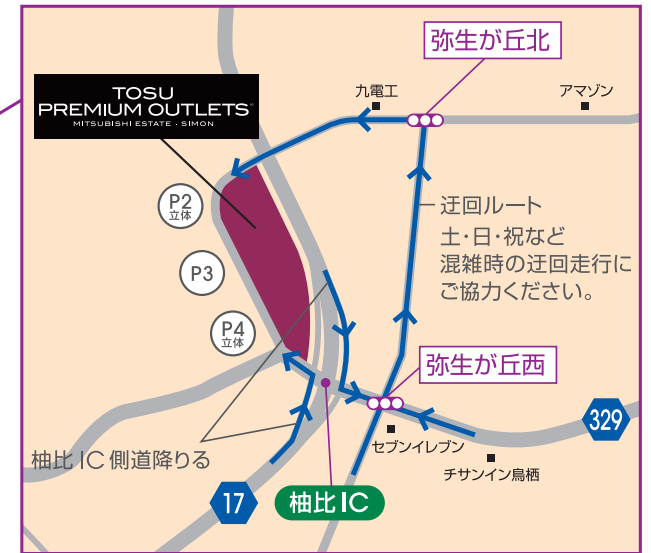 弥生が丘北
TOSU
PREMIUM OUTLETS®
MITSUBISHI ESTATE · SIMON
九電工
アマゾン
P2
立体
迂回ルート
土・日・祝など
混雑時の迂回走行に
ご協力ください。
P3
P4
立体
弥生が丘西
329
セブンイレブン
チサンイン鳥栖
柚比IC側道降りる
17
柚比IC